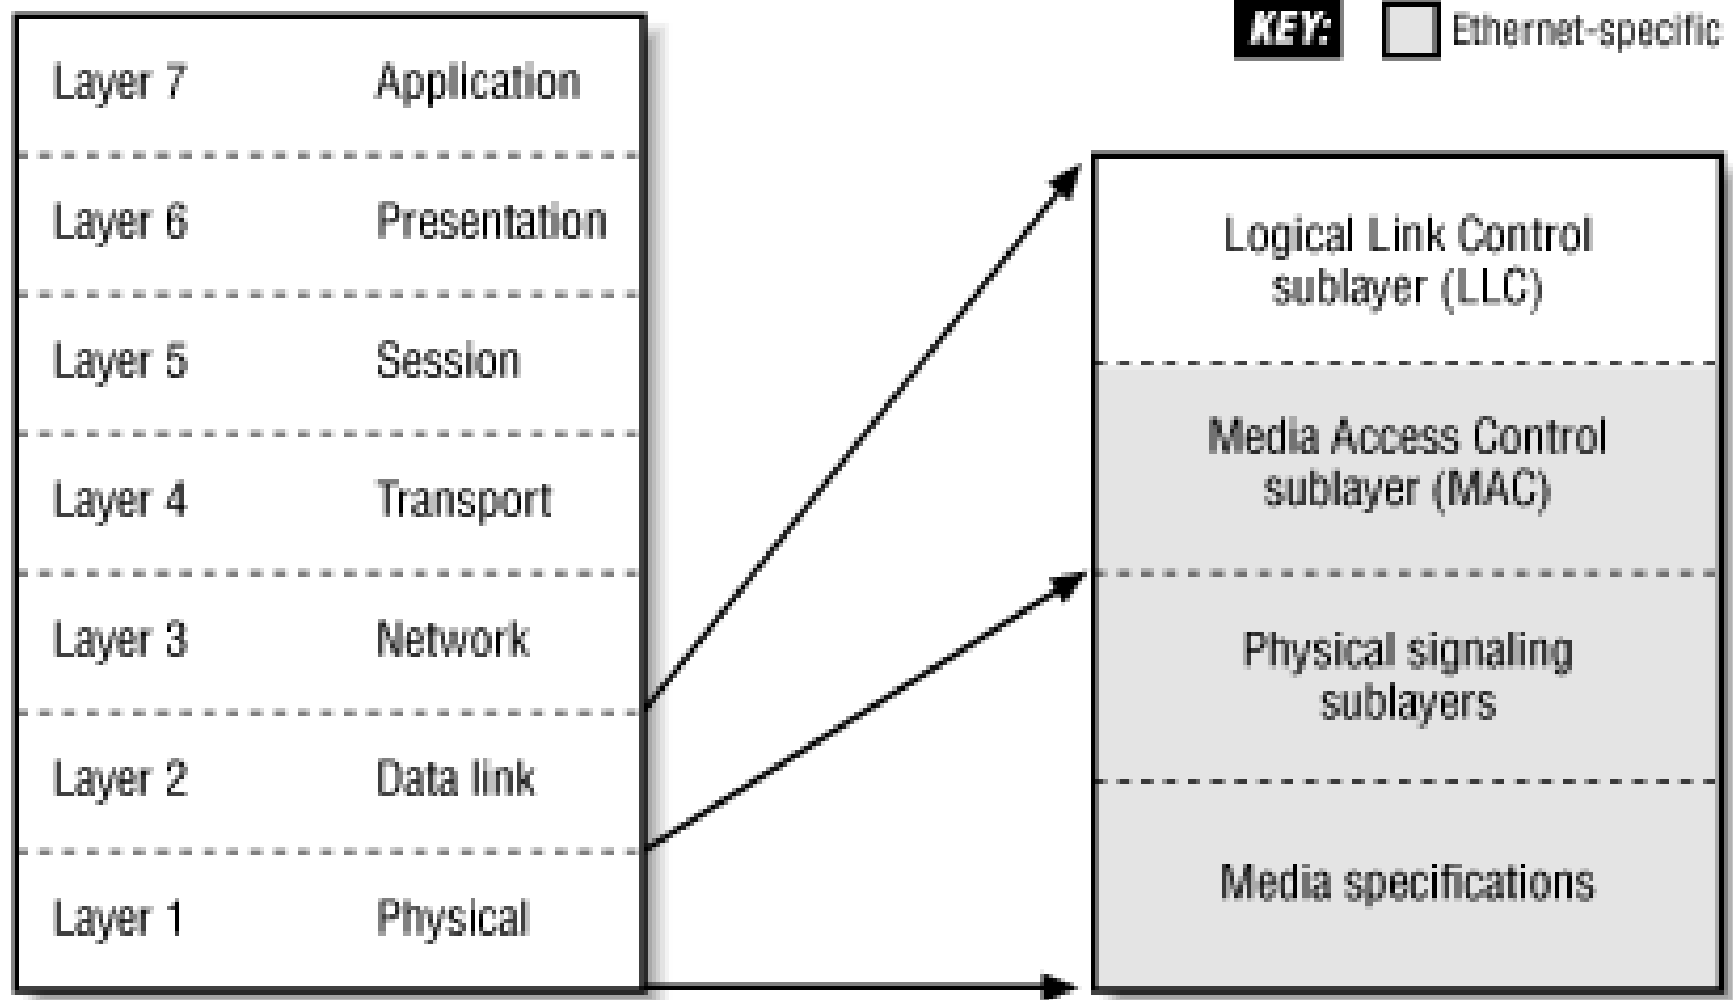 KEY: Ethernet-specific
Layer 7 Application
Layer 6 Presentation
Layer 5 Session
Layer 4 Transport
Layer 3 Network
Layer 2 Data link
Layer 1 Physical
Logical Link Control
sublayer (LLC)
Media Access Control
sublayer (MAC)
Physical signaling
sublayers
Media specifications